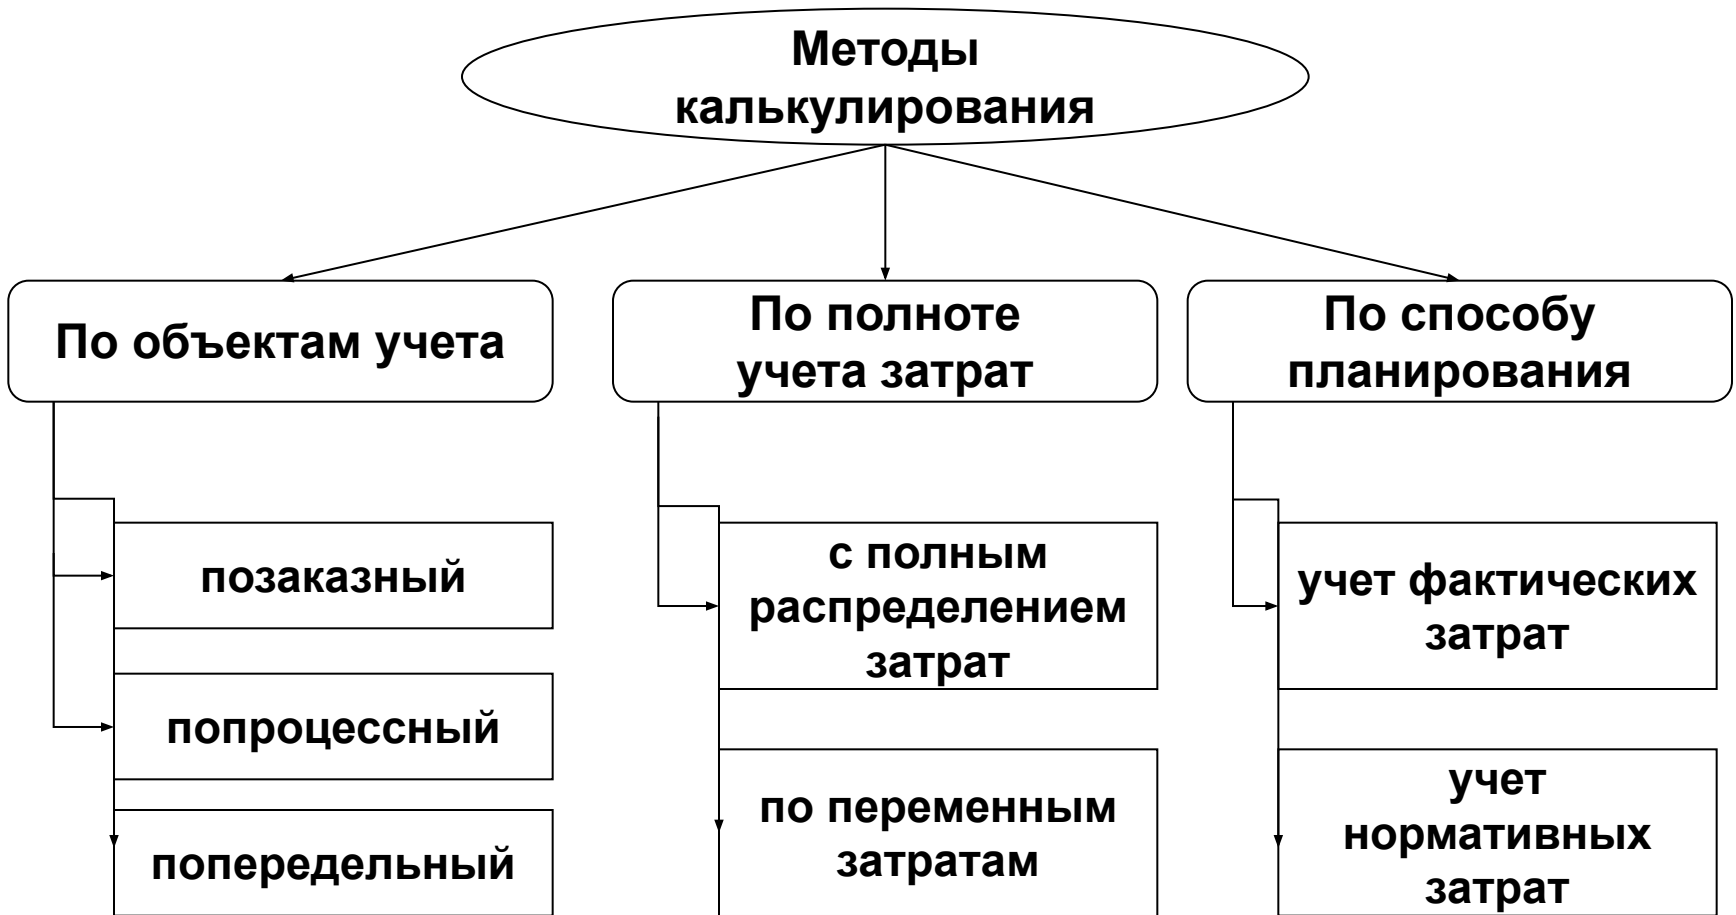 Методы
калькулирования
По объектам учета
По полноте
учета затрат
По способу
планирования
позаказный
попроцессный
попередельный
с полным
распределением
затрат
по переменным
затратам
учет фактических
затрат
учет
нормативных
затрат